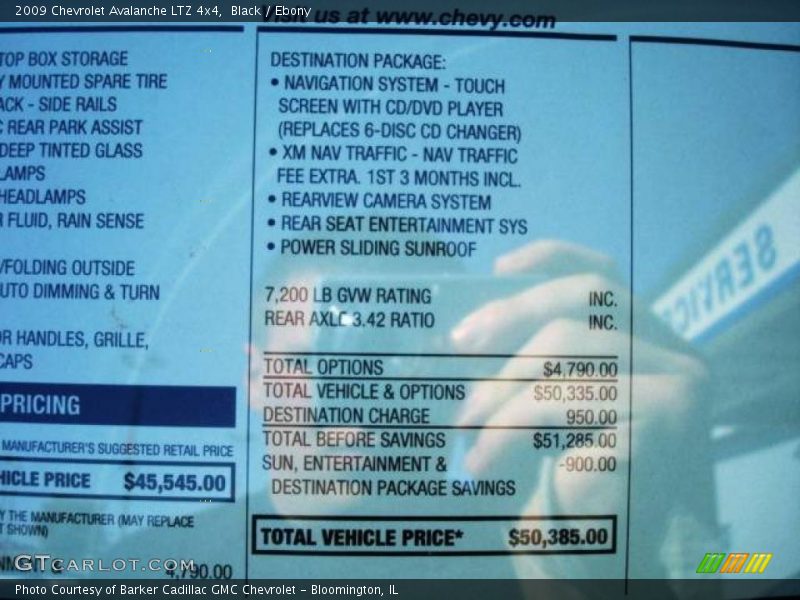 2009 Chevrolet Avalanche LTZ 4x4,  Black / Ebony
Visit us at www.chevy.com
TOP BOX STORAGE
Y MOUNTED SPARE TIRE
ACK - SIDE RAILS
C REAR PARK ASSIST
DEEP TINTED GLASS
LAMPS
HEADLAMPS
R FLUID, RAIN SENSE
/FOLDING OUTSIDE
UTO DIMMING & TURN
OR HANDLES, GRILLE,
CAPS
PRICING
MANUFACTURER'S SUGGESTED RETAIL PRICE
HICLE PRICE $45,545.00
Y THE MANUFACTURER (MAY REPLACE
T SHOWN)
4,790.00
DESTINATION PACKAGE:
• NAVIGATION SYSTEM - TOUCH
SCREEN WITH CD/DVD PLAYER
(REPLACES 6-DISC CD CHANGER)
• XM NAV TRAFFIC - NAV TRAFFIC
FEE EXTRA. 1ST 3 MONTHS INCL.
• REARVIEW CAMERA SYSTEM
• REAR SEAT ENTERTAINMENT SYS
• POWER SLIDING SUNROOF
7,200 LB GVW RATING INC.
REAR AXLE 3.42 RATIO INC.
TOTAL OPTIONS $4,790.00
TOTAL VEHICLE & OPTIONS $50,335.00
DESTINATION CHARGE 950.00
TOTAL BEFORE SAVINGS $51,285.00
SUN, ENTERTAINMENT & -900.00
DESTINATION PACKAGE SAVINGS
TOTAL VEHICLE PRICE* $50,385.00
SERVICE
GTcarlot.com
Photo Courtesy of Barker Cadillac GMC Chevrolet - Bloomington, IL